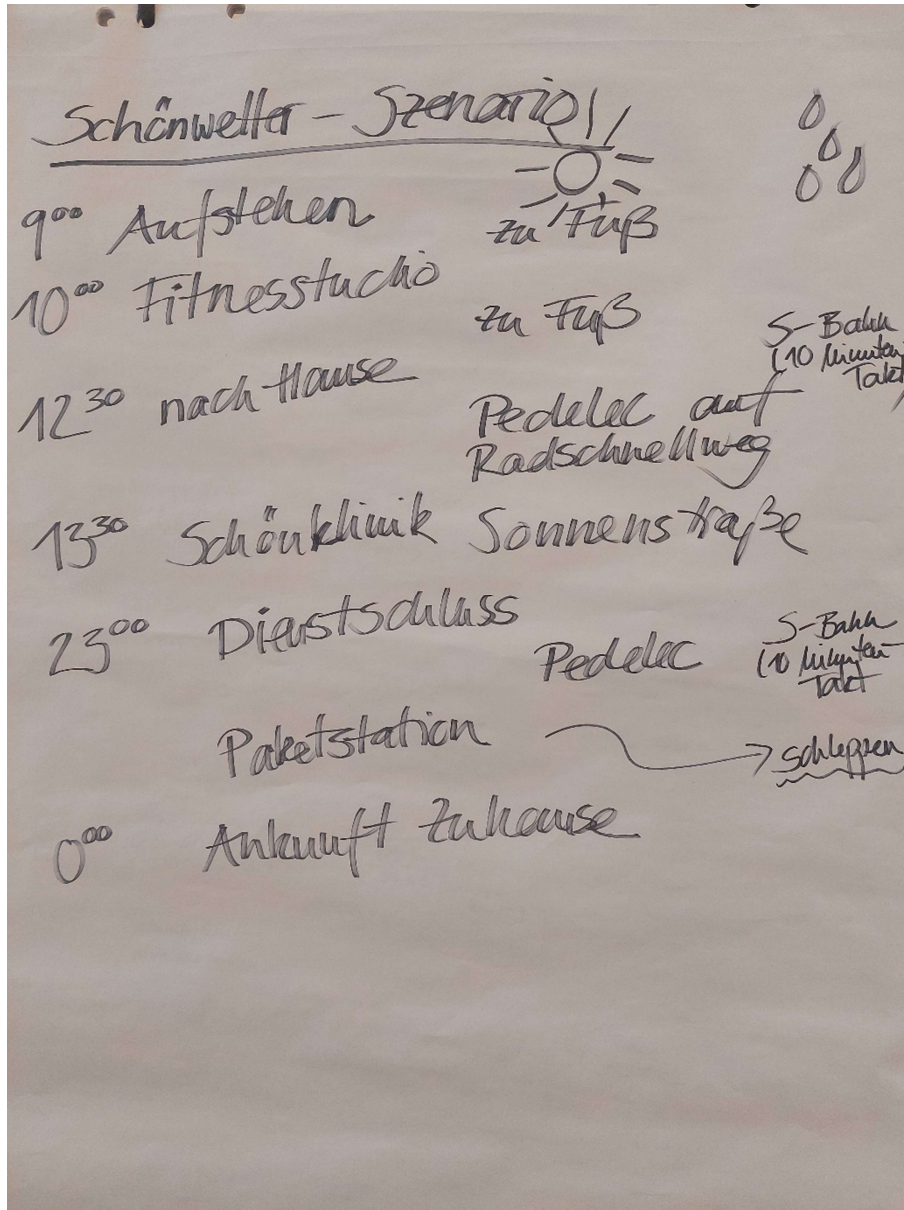 Schönwetter – Szenario
9⁰⁰ Aufstehen
zu Fuß
10⁰⁰ Fitnesstudio
zu Fuß
S-Bahn
(10 Minuten
Takt)
12³⁰ nach Hause
Pedelec auf
Radschnellweg
13³⁰ Schönklinik Sonnenstraße
23⁰⁰ Dienstschluss
Pedelec
S-Bahn
(10 Minuten-
Takt
Paketstation
schleppen
0⁰⁰ Ankunft Zuhause